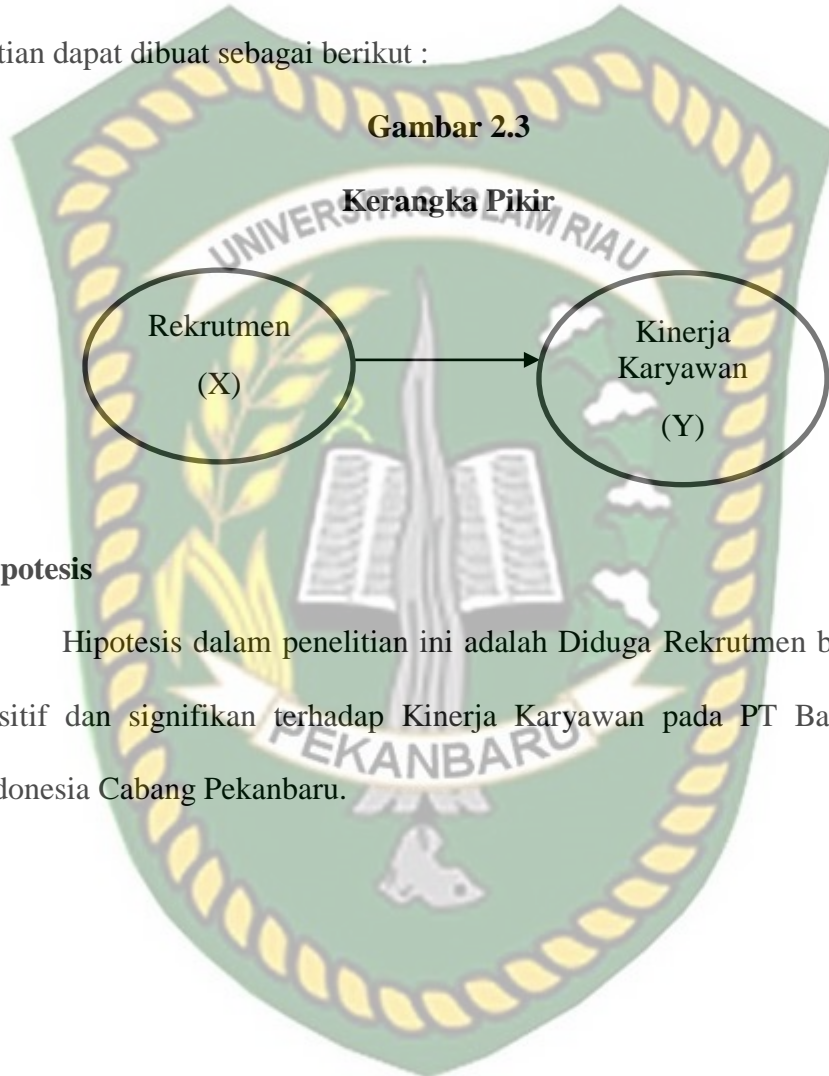 tian dapat dibuat sebagai berikut :
Gambar 2.3
Kerangka Pikir
UNIVERSITAS ISLAM RIAU
Rekrutmen
(X)
Kinerja
Karyawan
(Y)
potesis
Hipotesis dalam penelitian ini adalah Diduga Rekrutmen b
sitif dan signifikan terhadap Kinerja Karyawan pada PT Ba
donesia Cabang Pekanbaru.
PEKANBARU